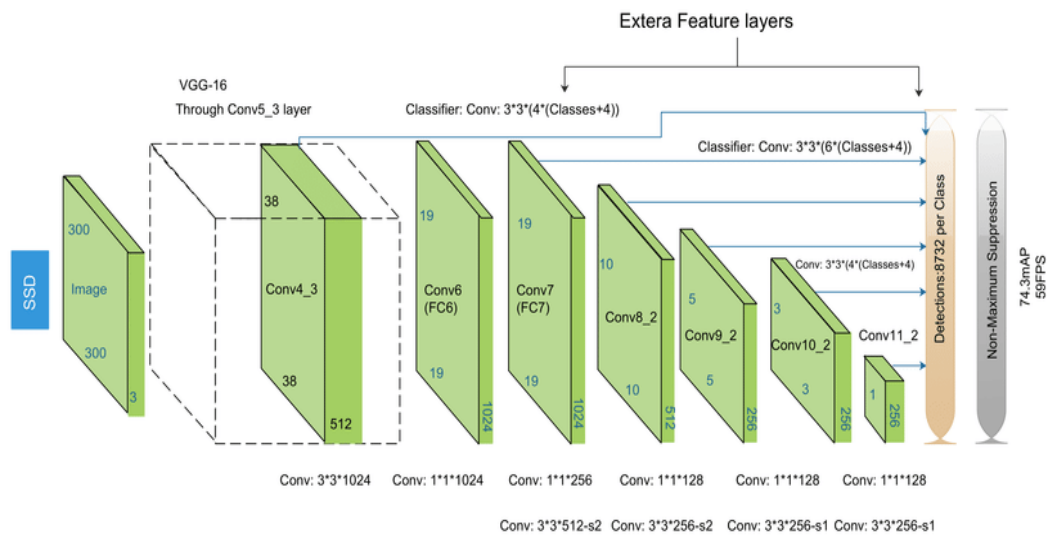 Extera Feature layers
VGG-16
Through Conv5_3 layer
Classifier: Conv: 3*3*(4*(Classes+4))
Classifier: Conv: 3*3*(6*(Classes+4))
SSD
300
Image
300
3
38
Conv4_3
38
512
19
Conv6
(FC6)
19
1024
19
Conv7
(FC7)
19
1024
10
Conv8_2
10
512
5
Conv9_2
5
256
Conv: 3*3*(4*(Classes+4)
3
Conv10_2
3
256
Conv11_2
1
256
Detections:8732 per Class
Non-Maximum Suppression
74.3mAP
59FPS
Conv: 3*3*1024
Conv: 1*1*1024
Conv: 1*1*256
Conv: 1*1*128
Conv: 1*1*128
Conv: 1*1*128
Conv: 3*3*512-s2
Conv: 3*3*256-s2
Conv: 3*3*256-s1
Conv: 3*3*256-s1